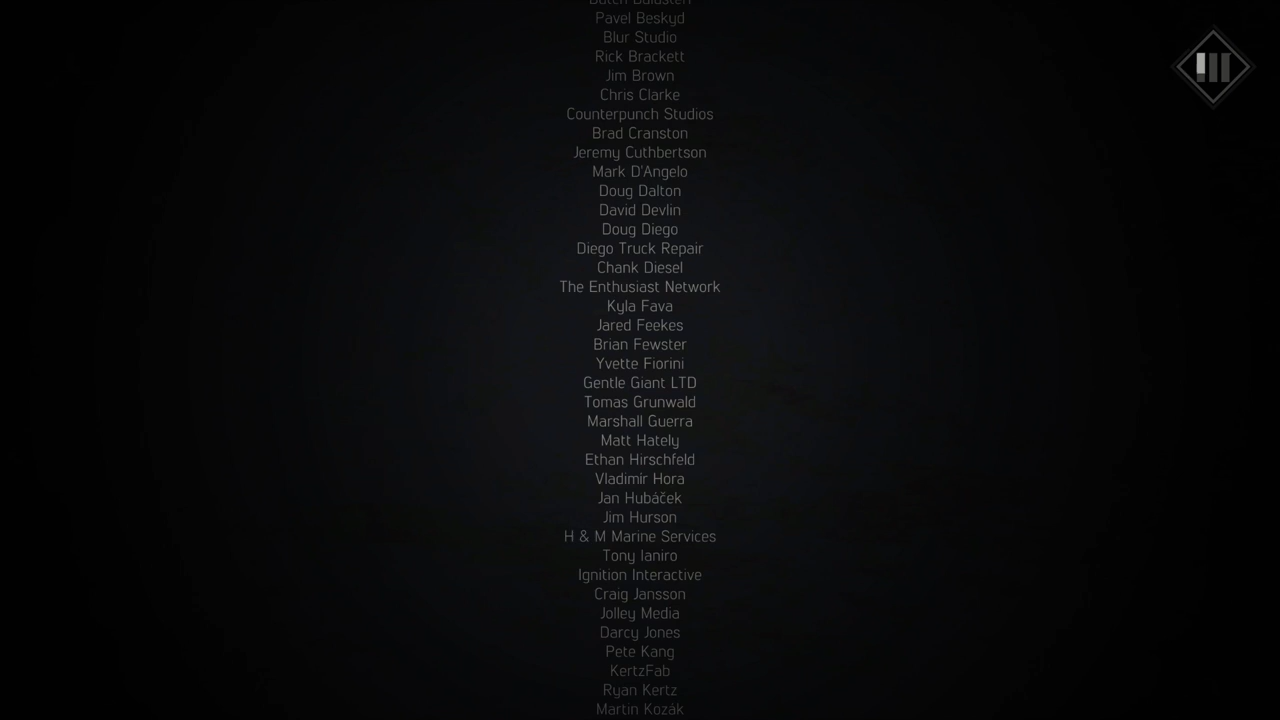 Pavel Beskyd
Blur Studio
Rick Brackett
Jim Brown
Chris Clarke
Counterpunch Studios
Brad Cranston
Jeremy Cuthbertson
Mark D'Angelo
Doug Dalton
David Devlin
Doug Diego
Diego Truck Repair
Chank Diesel
The Enthusiast Network
Kyla Fava
Jared Feekes
Brian Fewster
Yvette Fiorini
Gentle Giant LTD
Tomas Grunwald
Marshall Guerra
Matt Hately
Ethan Hirschfeld
Vladimír Hora
Jan Hubáček
Jim Hurson
H & M Marine Services
Tony Ianiro
Ignition Interactive
Craig Jansson
Jolley Media
Darcy Jones
Pete Kang
KertzFab
Ryan Kertz
Martin Kozák